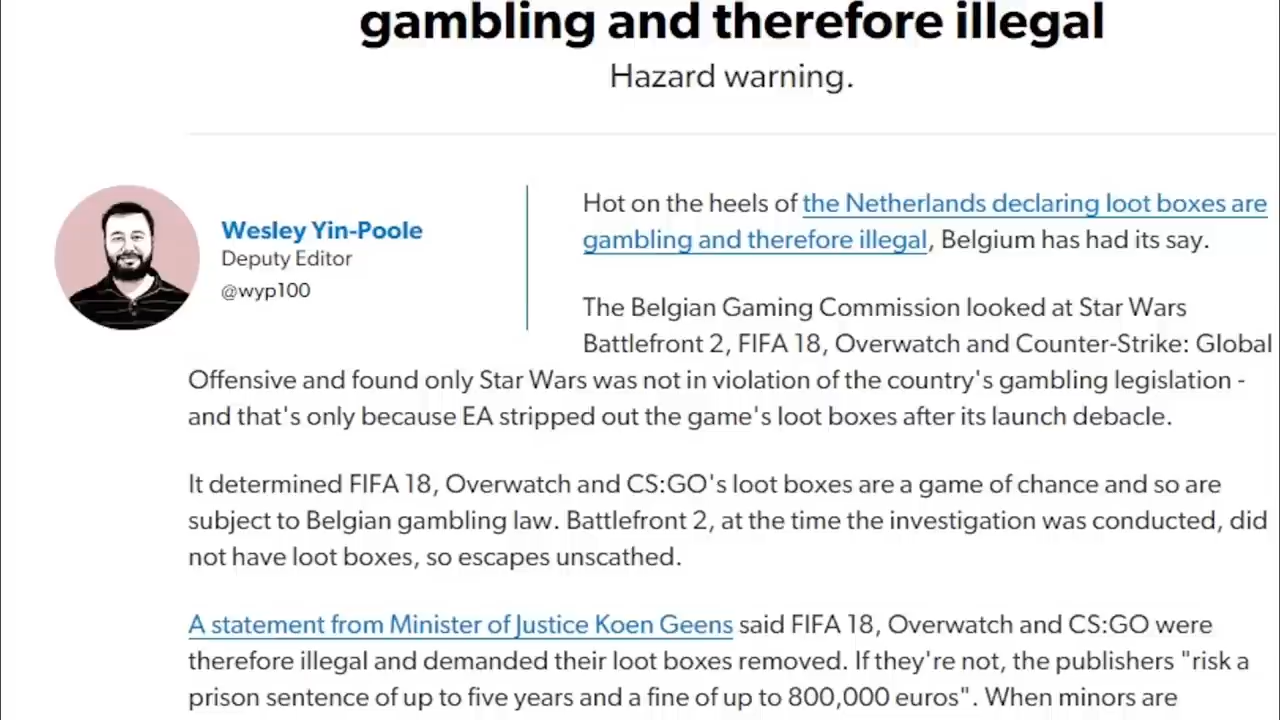 gambling and therefore illegal
Hazard warning.
Wesley Yin-Poole
Deputy Editor
@wyp100
Hot on the heels of the Netherlands declaring loot boxes are
gambling and therefore illegal, Belgium has had its say.
The Belgian Gaming Commission looked at Star Wars
Battlefront 2, FIFA 18, Overwatch and Counter-Strike: Global
Offensive and found only Star Wars was not in violation of the country's gambling legislation -
and that's only because EA stripped out the game's loot boxes after its launch debacle.
It determined FIFA 18, Overwatch and CS:GO's loot boxes are a game of chance and so are
subject to Belgian gambling law. Battlefront 2, at the time the investigation was conducted, did
not have loot boxes, so escapes unscathed.
A statement from Minister of Justice Koen Geens said FIFA 18, Overwatch and CS:GO were
therefore illegal and demanded their loot boxes removed. If they're not, the publishers "risk a
prison sentence of up to five years and a fine of up to 800,000 euros". When minors are